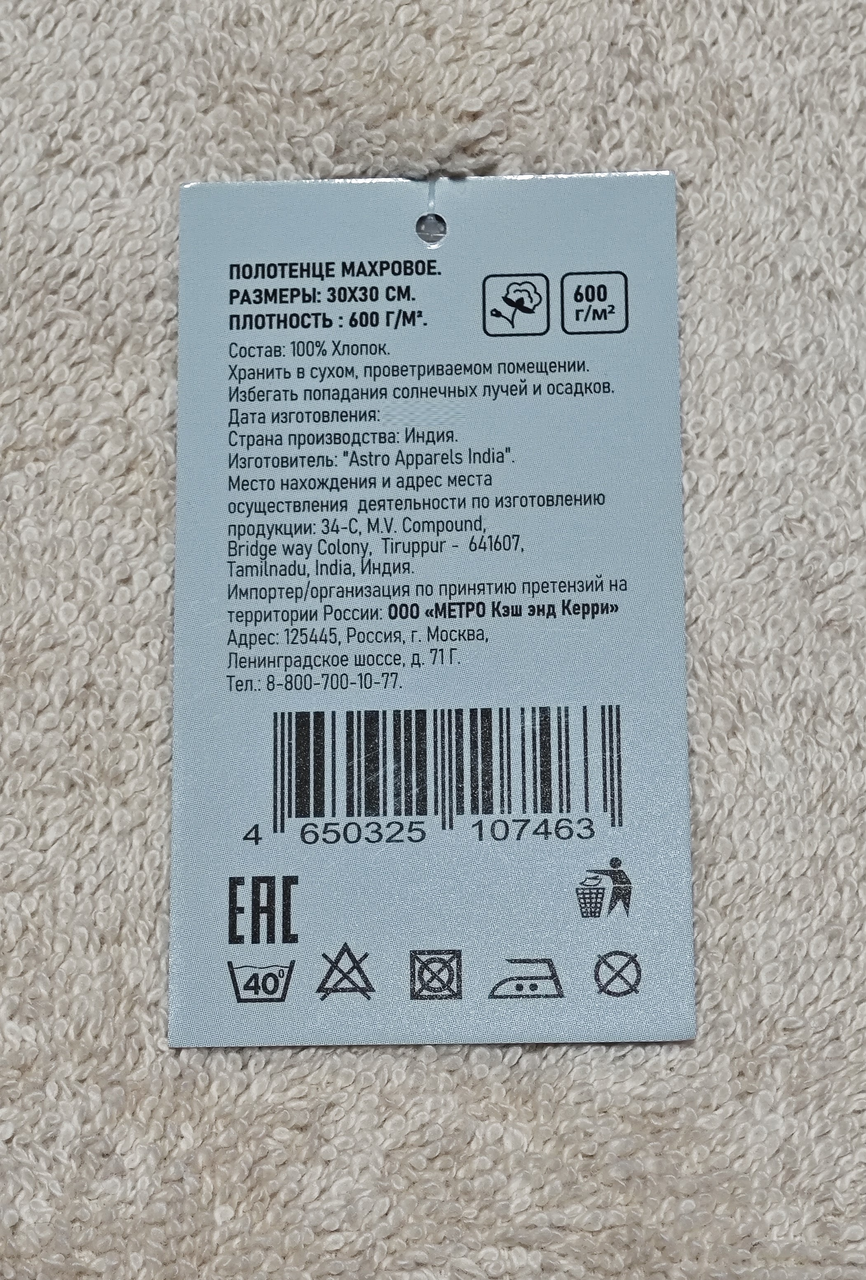 ПОЛОТЕНЦЕ МАХРОВОЕ.
РАЗМЕРЫ: 30X30 СМ.
ПЛОТНОСТЬ : 600 Г/М².
600
г/м²
Состав: 100% Хлопок.
Хранить в сухом, проветриваемом помещении.
Избегать попадания солнечных лучей и осадков.
Дата изготовления:
Страна производства: Индия.
Изготовитель: "Astro Apparels India".
Место нахождения и адрес места
осуществления деятельности по изготовлению
продукции: 34-C, M.V. Compound,
Bridge way Colony, Tiruppur - 641607,
Tamilnadu, India, Индия.
Импортер/организация по принятию претензий на
территории России: ООО «МЕТРО Кэш энд Керри»
Адрес: 125445, Россия, г. Москва,
Ленинградское шоссе, д. 71 Г.
Тел.: 8-800-700-10-77.
4 650325 107463
EAC
40⁰